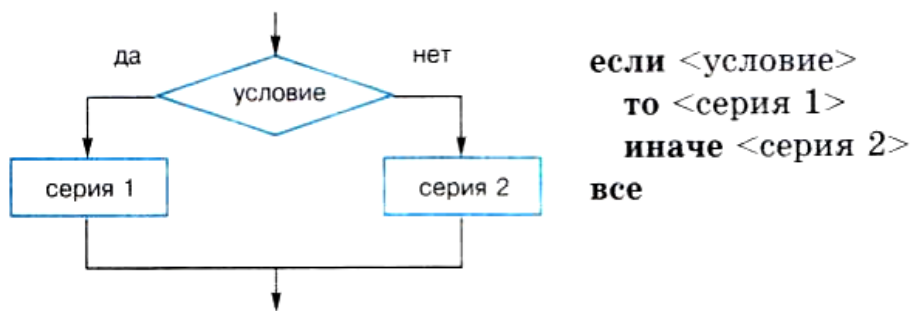 да
нет
условие
серия 1
серия 2
если <условие>
то <серия 1>
иначе <серия 2>
все